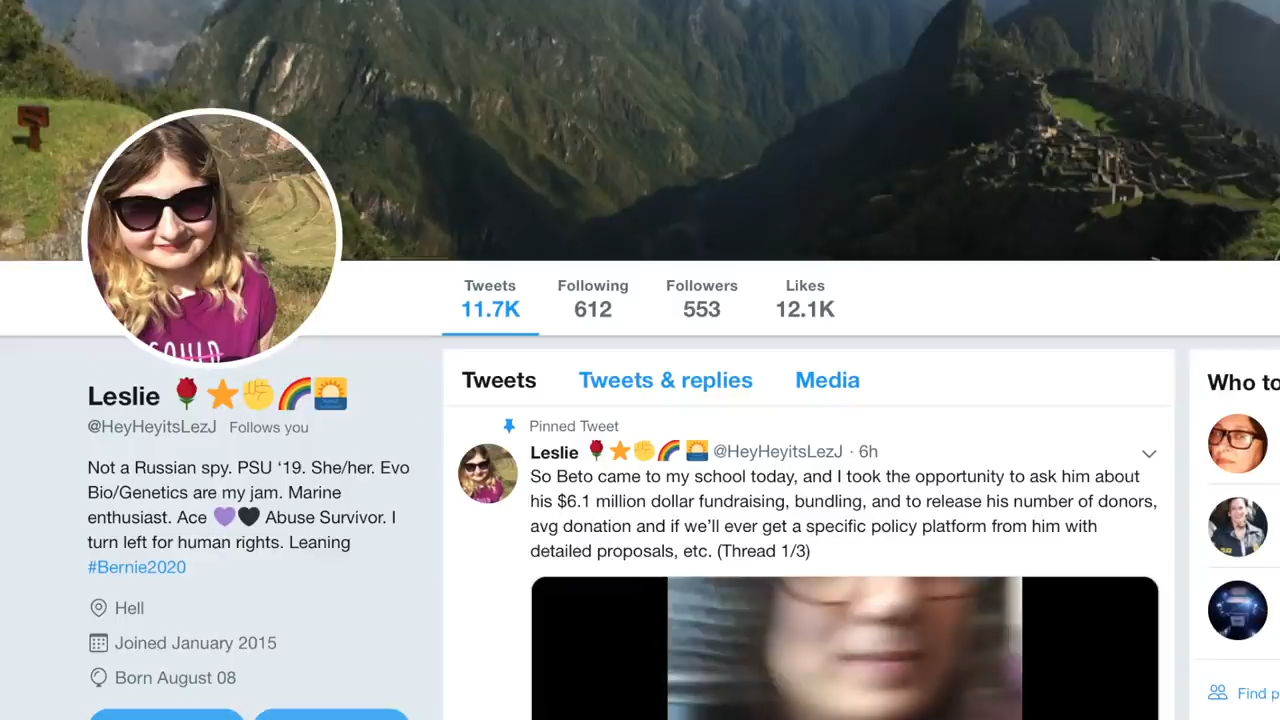 Tweets Following Followers Likes
11.7K 612 553 12.1K
Leslie 🌹⭐✊🌈🌅
@HeyHeyitsLezJ Follows you
Not a Russian spy. PSU ‘19. She/her. Evo
Bio/Genetics are my jam. Marine
enthusiast. Ace 💜🖤 Abuse Survivor. I
turn left for human rights. Leaning
#Bernie2020
Hell
Joined January 2015
Born August 08
Tweets Tweets & replies Media
Pinned Tweet
Leslie 🌹⭐✊🌈🌅 @HeyHeyitsLezJ · 6h
So Beto came to my school today, and I took the opportunity to ask him about
his $6.1 million dollar fundraising, bundling, and to release his number of donors,
avg donation and if we’ll ever get a specific policy platform from him with
detailed proposals, etc. (Thread 1/3)
Who to
Find p